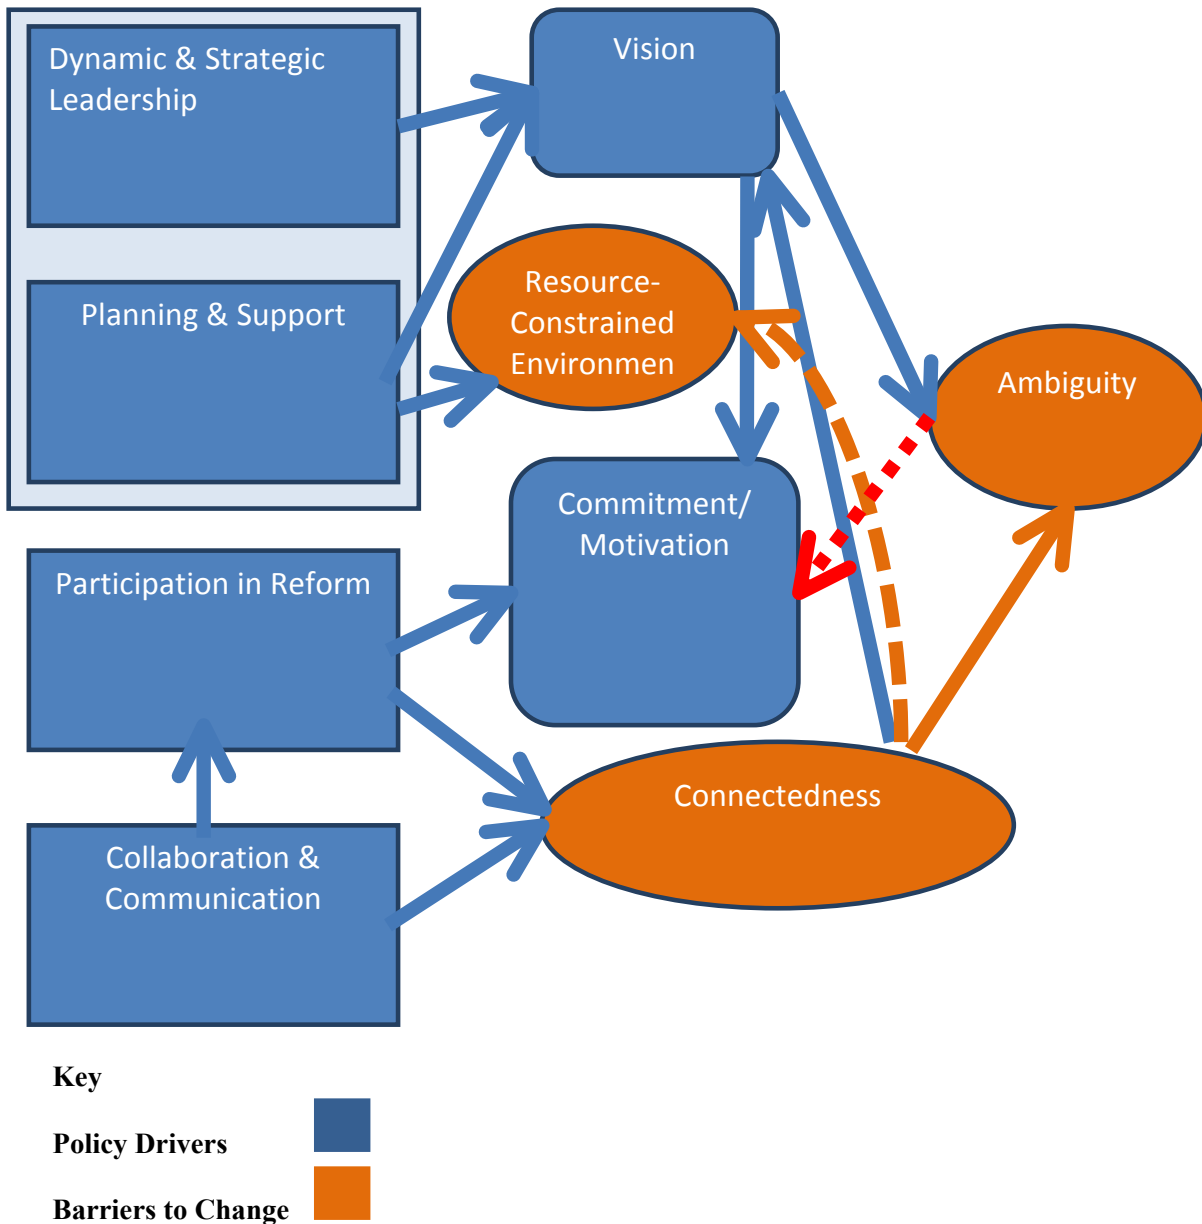 Dynamic & Strategic
Leadership
Vision
Planning & Support
Resource-
Constrained
Environmen
Ambiguity
Commitment/
Motivation
Participation in Reform
Connectedness
Collaboration &
Communication
Key
Policy Drivers
Barriers to Change